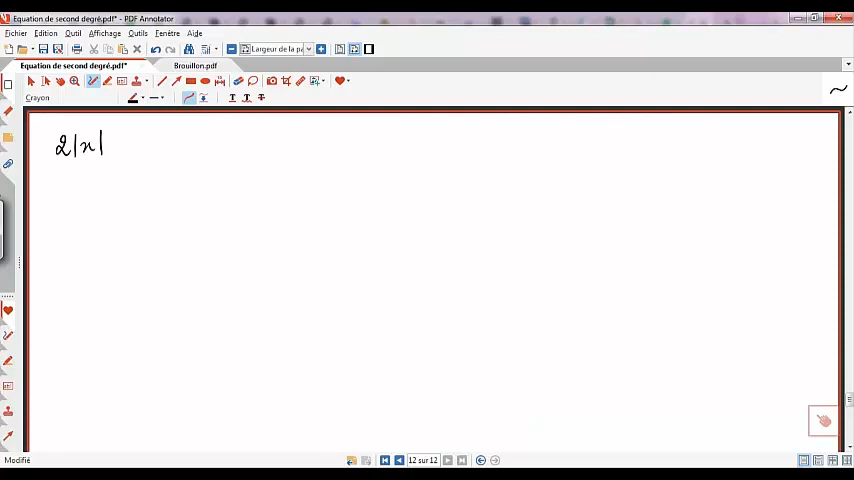 Equation de second degré.pdf* - PDF Annotator
Fichier Edition Outil Affichage Outils Fenêtre Aide
Largeur de la pa
Equation de second degré.pdf* Brouillon.pdf
Crayon
2|x|
Modifié 12 sur 12